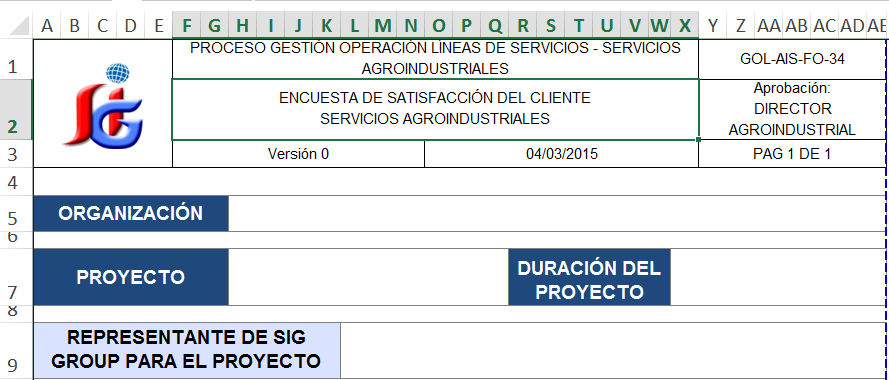 A B C D E F G H I J K L M N O P Q R S T U V W X Y Z AA AB AC AD AE
1
PROCESO GESTIÓN OPERACIÓN LÍNEAS DE SERVICIOS - SERVICIOS
AGROINDUSTRIALES
GOL-AIS-FO-34
2
ENCUESTA DE SATISFACCIÓN DEL CLIENTE
SERVICIOS AGROINDUSTRIALES
Aprobación:
DIRECTOR
AGROINDUSTRIAL
3
Versión 0
04/03/2015
PAG 1 DE 1
4
5
ORGANIZACIÓN
6
7
PROYECTO
DURACIÓN DEL
PROYECTO
8
9
REPRESENTANTE DE SIG
GROUP PARA EL PROYECTO